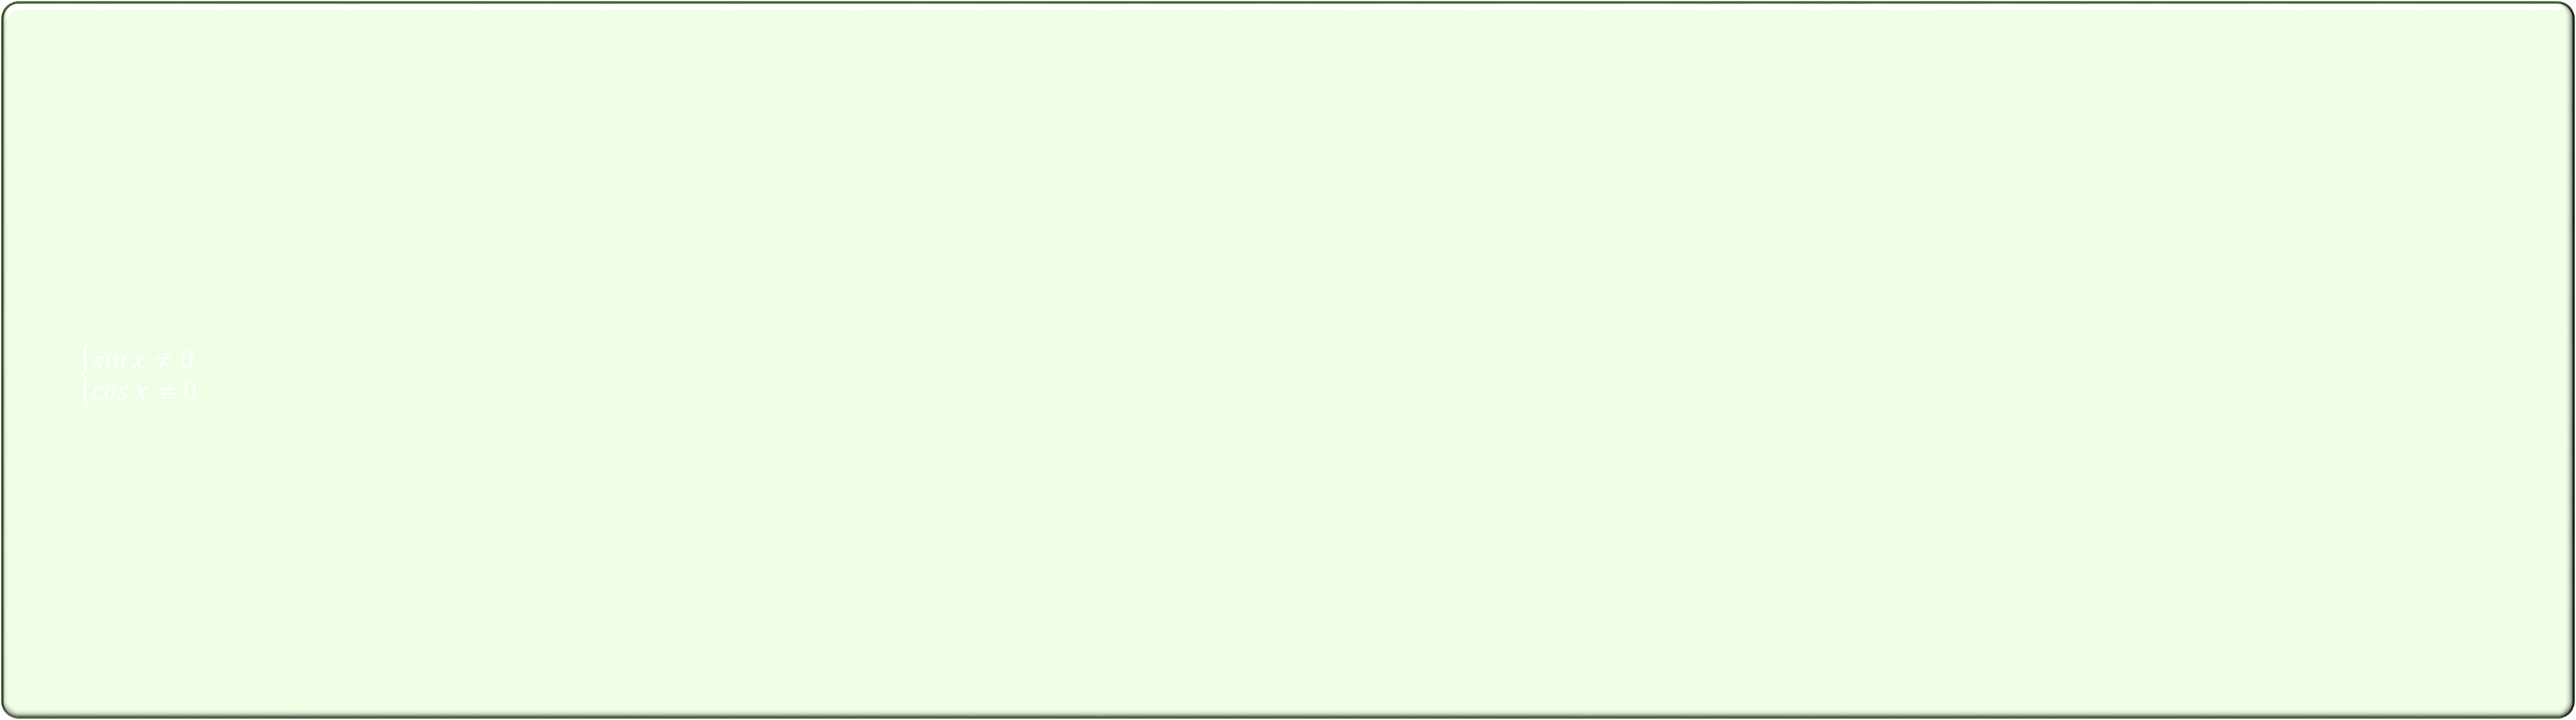 sin x ≠ 0
cos x ≠ 0